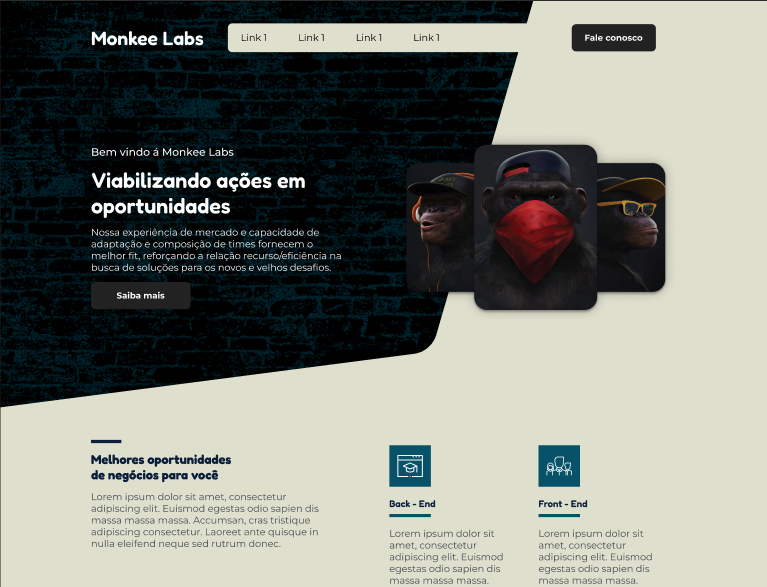 Monkee Labs
Link 1 Link 1 Link 1 Link 1
Fale conosco
Bem vindo á Monkee Labs
Viabilizando ações em
oportunidades
Nossa experiência de mercado e capacidade de
adaptação e composição de times fornecem o
melhor fit, reforçando a relação recurso/eficiência na
busca de soluções para os novos e velhos desafios.
Saiba mais
Melhores oportunidades
de negócios para você
Lorem ipsum dolor sit amet, consectetur
adipiscing elit. Euismod egestas odio sapien dis
massa massa massa. Accumsan, cras tristique
adipiscing consectetur. Laoreet ante quisque in
nulla eleifend neque sed rutrum donec.
Back - End
Lorem ipsum dolor sit
amet, consectetur
adipiscing elit. Euismod
egestas odio sapien dis
massa massa massa.
Front - End
Lorem ipsum dolor sit
amet, consectetur
adipiscing elit. Euismod
egestas odio sapien dis
massa massa massa.